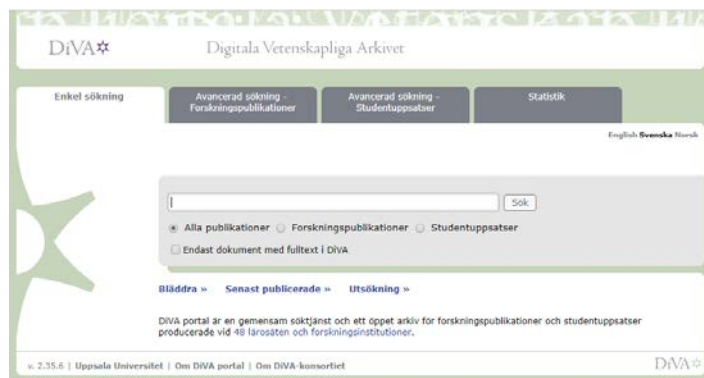 DiVA
Digitala Vetenskapliga Arkivet
Enkel sökning
Avancerad sökning -
Forskningspublikationer
Avancerad sökning -
Studentuppsatser
Statistik
English Svenska Norsk
Sök
Alla publikationer Forskningspublikationer Studentuppsatser
Endast dokument med fulltext i DiVA
Bläddra » Senast publicerade » Utsökning »
DiVA portal är en gemensam söktjänst och ett öppet arkiv för forskningspublikationer och studentuppsatser
producerade vid 48 lärosäten och forskningsinstitutioner.
v. 2.35.6 | Uppsala Universitet | Om DiVA portal | Om DiVA-konsortiet
DiVA